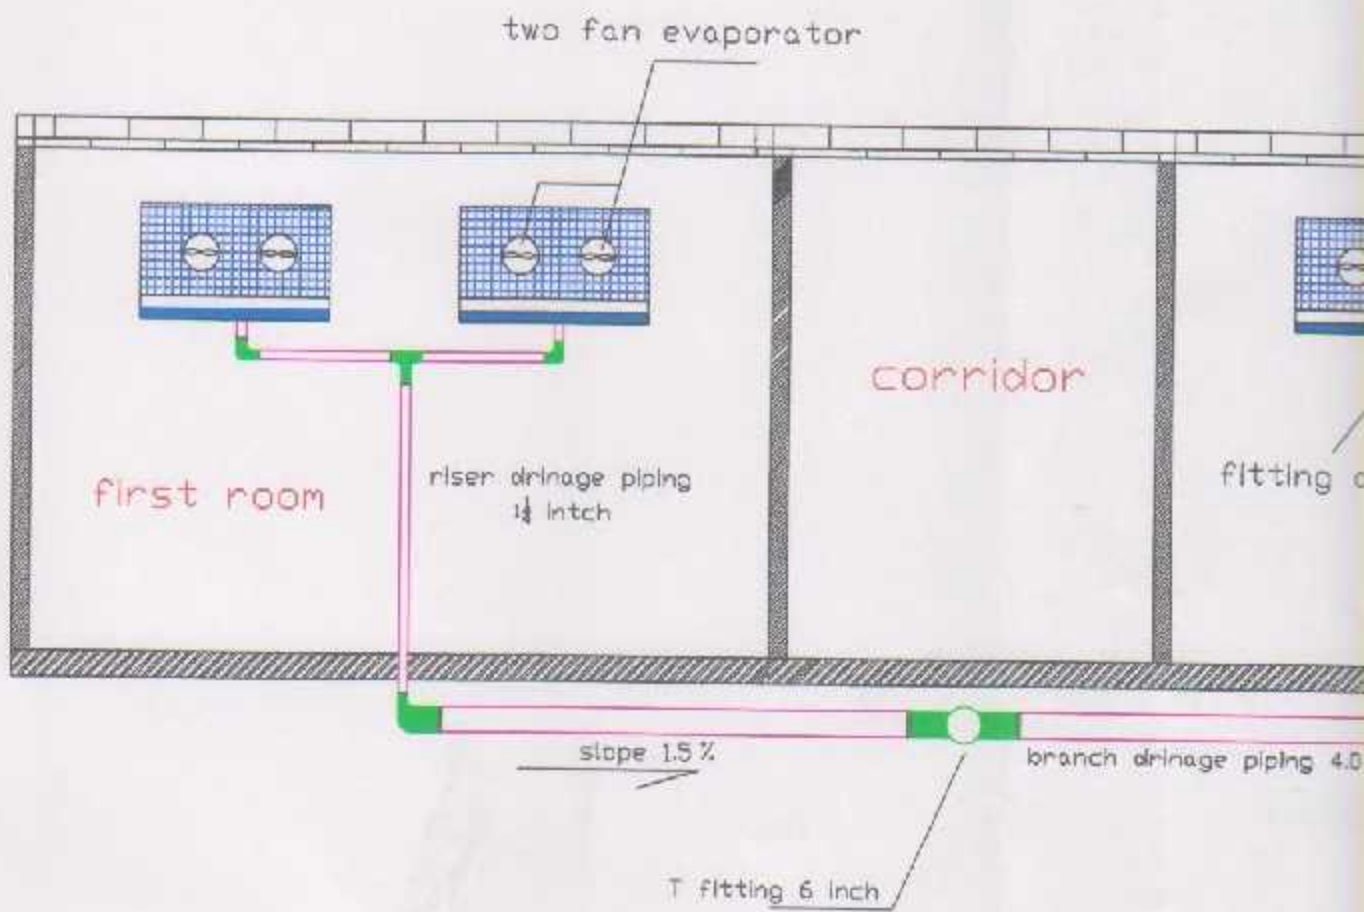 two fan evaporator
corridor
first room
riser drinage piping
intch
fitting
slope 1.5 %
branch drinage piping 4.0
T fitting 6 inch